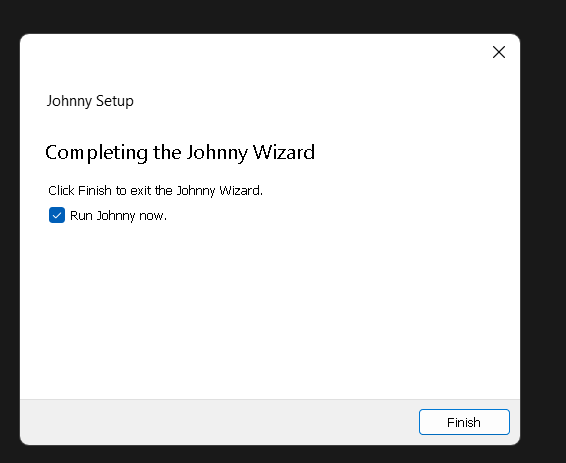 Johnny Setup
Completing the Johnny Wizard
Click Finish to exit the Johnny Wizard.
Run Johnny now.
Finish